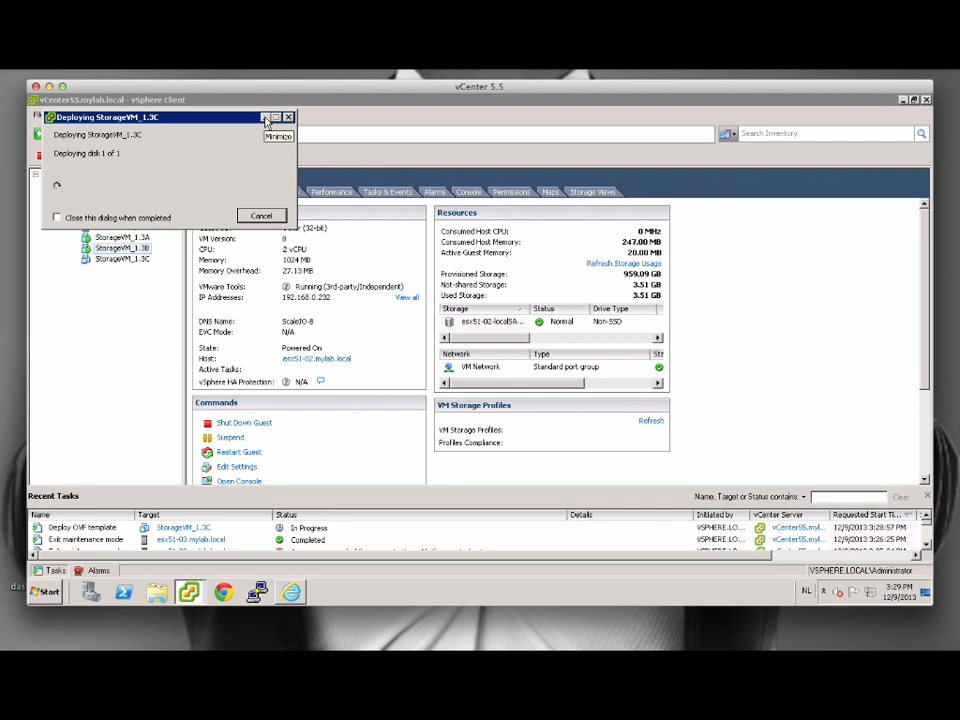 vCenter 5.5
vCenter55.mylab.local - vSphere Client
Deploying StorageVM_1.3C
Minimize
Deploying StorageVM_1.3C
Deploying disk 1 of 1
Close this dialog when completed
Cancel
Search Inventory
Performance Tasks & Events Alarms Console Permissions Maps Storage Views
StorageVM_1.3A
StorageVM_1.3B
StorageVM_1.3C
(32-bit)
VM Version: 8
CPU: 2 vCPU
Memory: 1024 MB
Memory Overhead: 27.13 MB
VMware Tools: Running (3rd-party/Independent)
IP Addresses: 192.168.0.232 View all
DNS Name: ScaleIO-B
EVC Mode: N/A
State: Powered On
Host: esx51-02.mylab.local
Active Tasks:
vSphere HA Protection: N/A
Commands
Shut Down Guest
Suspend
Restart Guest
Edit Settings
Open Console
Resources
Consumed Host CPU: 0 MHz
Consumed Host Memory: 247.00 MB
Active Guest Memory: 20.00 MB
Refresh Storage Usage
Provisioned Storage: 959.09 GB
Not-shared Storage: 3.51 GB
Used Storage: 3.51 GB
Storage Status Drive Type
esx51-02-localSA... Normal Non-SSD
Network Type Sta
VM Network Standard port group
VM Storage Profiles
Refresh
VM Storage Profiles:
Profiles Compliance:
Recent Tasks
Name, Target or Status contains:
Clear
Name Target Status Details Initiated by vCenter Server Requested Start Ti...
Deploy OVF template StorageVM_1.3C In Progress VSPHERE.LO... vCenter55.myl... 12/9/2013 3:28:57 PM
Exit maintenance mode esx51-03.mylab.local Completed VSPHERE.LO... vCenter55.myl... 12/9/2013 3:26:25 PM
Tasks Alarms
VSPHERE.LOCAL\Administrator
das
Start
NL
3:29 PM
12/9/2013